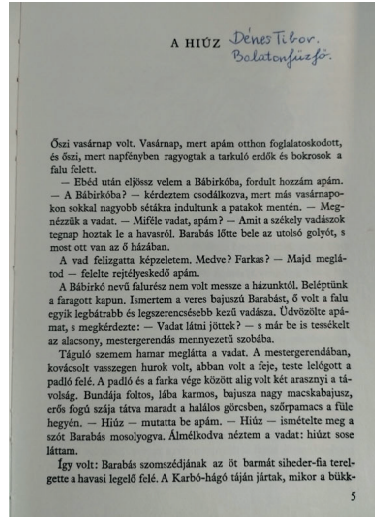 A HIÚZ
Dénes Tibor.
Balatonfűzfő.
Őszi vasárnap volt. Vasárnap, mert apám otthon foglalatoskodott,
és őszi, mert napfényben ragyogtak a tarkuló erdők és bokrosok a
falu felett.
— Ebéd után eljössz velem a Bábirkóba, fordult hozzám apám.
— A Bábirkóba? — kérdeztem csodálkozva, mert más vasárnapo-
kon sokkal nagyobb sétákra indultunk a patakok mentén. — Meg-
nézzük a vadat. — Miféle vadat, apám? — Amit a székely vadászok
tegnap hoztak le a havasról. Barabás lőtte bele az utolsó golyót, s
most ott van az ő házában.
A vad felizgatta képzeletem. Medve? Farkas? — Majd meglá-
tod — felelte rejtélyeskedő apám.
A Bábirkó nevű falurész nem volt messze a házunktól. Beléptünk
a faragott kapun. Ismertem a veres bajuszú Barabást, ő volt a falu
egyik legbátrabb és legszerencsésebb kezű vadásza. Üdvözölte apá-
mat, s megkérdezte: — Vadat látni jöttek? — s már be is tessékelt
az alacsony, mestergerendás mennyezetű szobába.
Táguló szemem hamar meglátta a vadat. A mestergerendában,
kovácsolt vasszegen hurok volt, abban volt a feje, teste lelógott a
padló felé. A padló és a farka vége között alig volt két arasznyi a tá-
volság. Bundája foltos, lába karmos, bajusza nagy macskabajusz,
erős fogú szája tátva maradt a halálos görcsben, szőrpamacs a füle
hegyén. — Hiúz — mutatta be apám. — Hiúz — ismételte meg a
szót Barabás mosolyogva. Álmélkodva néztem a vadat: hiúzt sose
láttam.
Így volt: Barabás szomszédjának az öt barmát siheder-fia terel-
gette a havasi legelő felé. A Karbó-hágó táján jártak, mikor a bükk-
5